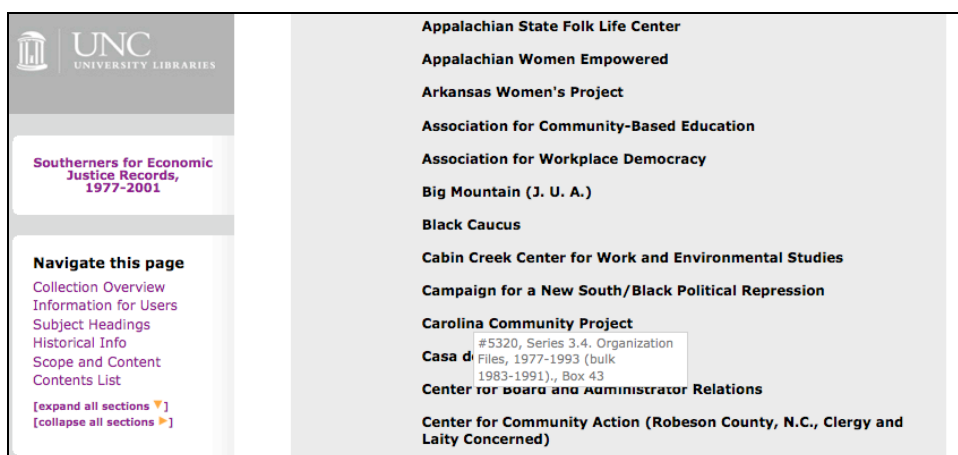 UNC
UNIVERSITY LIBRARIES
Southerners for Economic
Justice Records,
1977-2001
Navigate this page
Collection Overview
Information for Users
Subject Headings
Historical Info
Scope and Content
Contents List
[expand all sections ▼]
[collapse all sections ►]
Appalachian State Folk Life Center
Appalachian Women Empowered
Arkansas Women's Project
Association for Community-Based Education
Association for Workplace Democracy
Big Mountain (J. U. A.)
Black Caucus
Cabin Creek Center for Work and Environmental Studies
Campaign for a New South/Black Political Repression
Carolina Community Project
#5320, Series 3.4. Organization
Files, 1977-1993 (bulk
1983-1991)., Box 43
Casa
Center for Board and Administrator Relations
Center for Community Action (Robeson County, N.C., Clergy and
Laity Concerned)